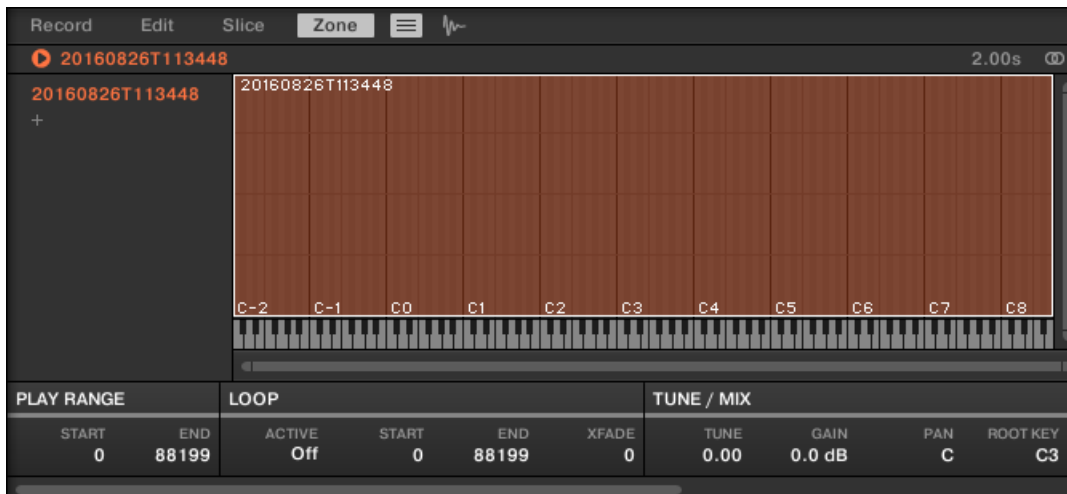 Record Edit Slice Zone
20160826T113448 2.00s
20160826T113448
+
20160826T113448
C-2 C-1 C0 C1 C2 C3 C4 C5 C6 C7 C8
PLAY RANGE LOOP TUNE / MIX
START END ACTIVE START END XFADE TUNE GAIN PAN ROOT KEY
0 88199 Off 0 88199 0 0.00 0.0 dB C C3